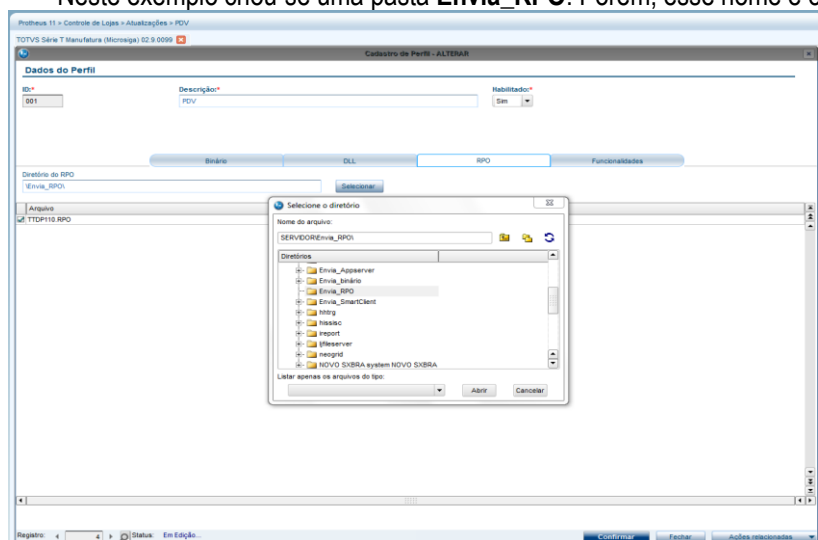 Neste exemplo criou-se uma pasta Envia_RPO. Porém, esse nome é
Protheus 11 > Controle de Lojas > Atualizações > PDV
TOTVS Série T Manufatura (Microsiga) 02.9.0099
Cadastro de Perfil - ALTERAR
Dados do Perfil
ID:* Descrição:* Habilitado:*
001 PDV Sim
Binário DLL RPO Funcionalidades
Diretório do RPO
\Envia_RPO\ Selecionar
Arquivo
TTDP110.RPO
Selecione o diretório
Nome do arquivo:
SERVIDOR\Envia_RPO\
Diretórios
Envia_Appserver
Envia_binário
Envia_RPO
Envia_SmartClient
hhtrg
hissisc
ireport
ljfileserver
neogrid
NOVO SXBRA system NOVO SXBRA
Listar apenas os arquivos do tipo:
Abrir Cancelar
Registro: 4 Status: Em Edição...
Confirmar Fechar Ações relacionadas